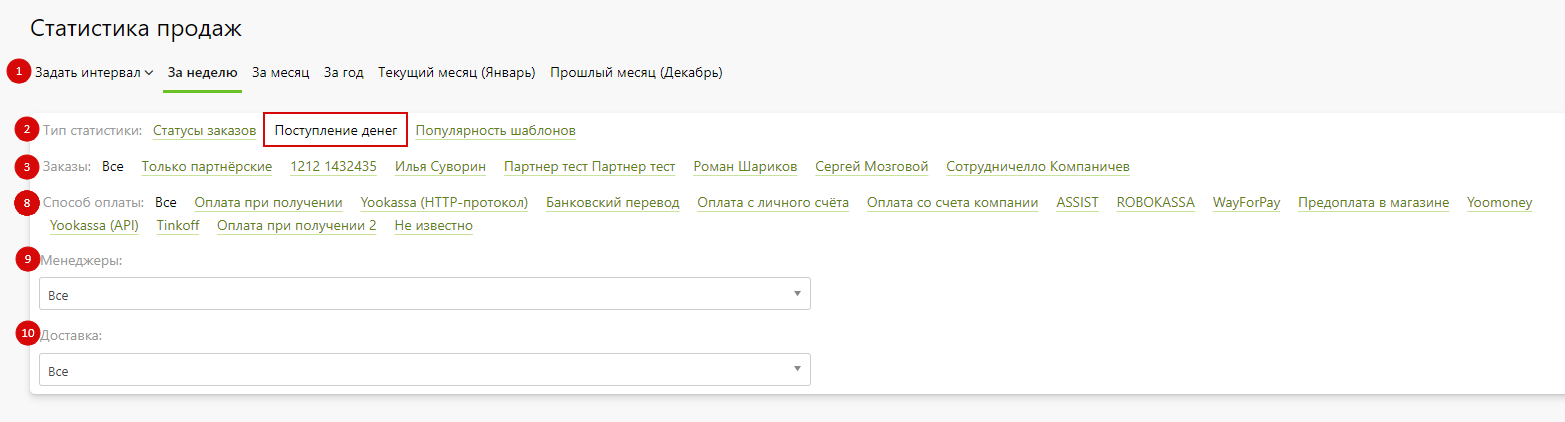 Статистика продаж
1 Задать интервал За неделю За месяц За год Текущий месяц (Январь) Прошлый месяц (Декабрь)
2 Тип статистики: Статусы заказов Поступление денег Популярность шаблонов
3 Заказы: Все Только партнёрские 1212 1432435 Илья Суворин Партнер тест Партнер тест Роман Шариков Сергей Мозговой Сотрудничелло Компаничев
8 Способ оплаты: Все Оплата при получении Yookassa (HTTP-протокол) Банковский перевод Оплата с личного счёта Оплата со счета компании ASSIST ROBOKASSA WayForPay Предоплата в магазине Yoomoney
Yookassa (API) Tinkoff Оплата при получении 2 Не известно
9 Менеджеры:
Все
10 Доставка:
Все